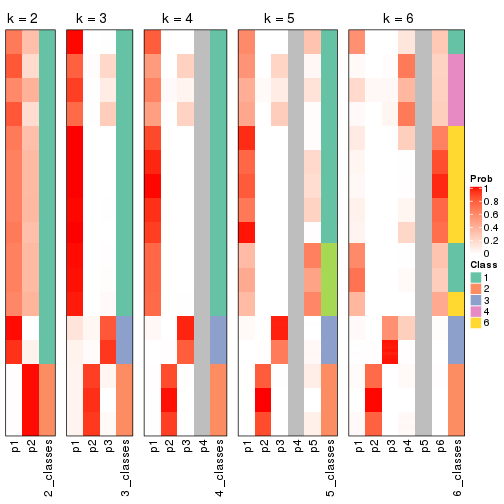 k = 2
k = 3
k = 4
k = 5
k = 6
Prob
1
0.8
0.6
0.4
0.2
0
Class
1
2
3
4
6
p1
p2
2_classes
p1
p2
p3
3_classes
p1
p2
p3
p4
4_classes
p1
p2
p3
p4
p5
5_classes
p1
p2
p3
p4
p5
p6
6_classes